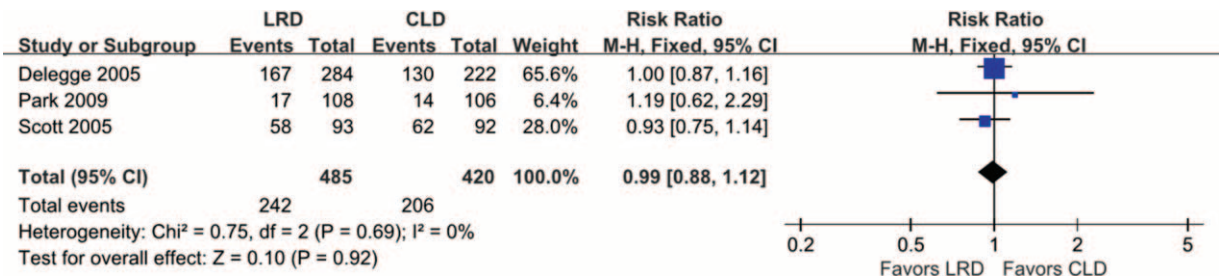 LRD CLD Risk Ratio Risk Ratio
Study or Subgroup Events Total Events Total Weight M-H, Fixed, 95% CI M-H, Fixed, 95% CI
Delegge 2005 167 284 130 222 65.6% 1.00 [0.87, 1.16]
Park 2009 17 108 14 106 6.4% 1.19 [0.62, 2.29]
Scott 2005 58 93 62 92 28.0% 0.93 [0.75, 1.14]
Total (95% CI) 485 420 100.0% 0.99 [0.88, 1.12]
Total events 242 206
Heterogeneity: Chi² = 0.75, df = 2 (P = 0.69); I² = 0%
Test for overall effect: Z = 0.10 (P = 0.92)
0.2 0.5 1 2 5
Favors LRD Favors CLD